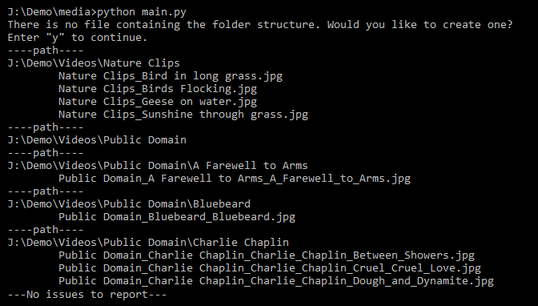 J:\Demo\media>python main.py
There is no file containing the folder structure. Would you like to create one?
Enter "y" to continue.
----path----
J:\Demo\Videos\Nature Clips
Nature Clips_Bird in long grass.jpg
Nature Clips_Birds Flocking.jpg
Nature Clips_Geese on water.jpg
Nature Clips_Sunshine through grass.jpg
----path----
J:\Demo\Videos\Public Domain
----path----
J:\Demo\Videos\Public Domain\A Farewell to Arms
Public Domain_A Farewell to Arms_A_Farewell_to_Arms.jpg
----path----
J:\Demo\Videos\Public Domain\Bluebeard
Public Domain_Bluebeard_Bluebeard.jpg
----path----
J:\Demo\Videos\Public Domain\Charlie Chaplin
Public Domain_Charlie Chaplin_Charlie_Chaplin_Between_Showers.jpg
Public Domain_Charlie Chaplin_Charlie_Chaplin_Cruel_Cruel_Love.jpg
Public Domain_Charlie Chaplin_Charlie_Chaplin_Dough_and_Dynamite.jpg
---No issues to report---